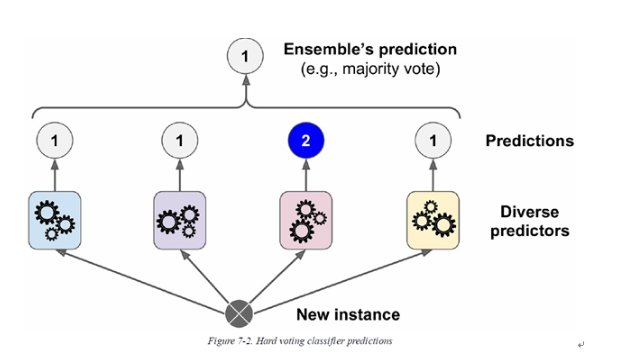 1
Ensemble's prediction
(e.g., majority vote)
1
1
2
1
Predictions
Diverse
predictors
New instance
Figure 7-2. Hard voting classifier predictions